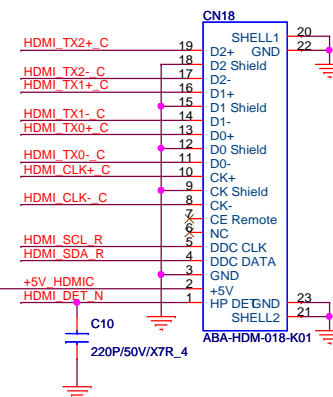 CN18
HDMI_TX2+_C 19 D2+ SHELL1 20
18 D2 Shield GND 22
HDMI_TX2-_C 17 D2-
HDMI_TX1+_C 16 D1+
15 D1 Shield
HDMI_TX1-_C 14 D1-
HDMI_TX0+_C 13 D0+
12 D0 Shield
HDMI_TX0-_C 11 D0-
HDMI_CLK+_C 10 CK+
9 CK Shield
HDMI_CLK-_C 8 CK-
7 CE Remote
6 NC
HDMI_SCL_R 5 DDC CLK
HDMI_SDA_R 4 DDC DATA
3 GND
+5V_HDMIC 2 +5V
HDMI_DET_N 1 HP DET GND 23
SHELL2 21
C10
220P/50V/X7R_4
ABA-HDM-018-K01